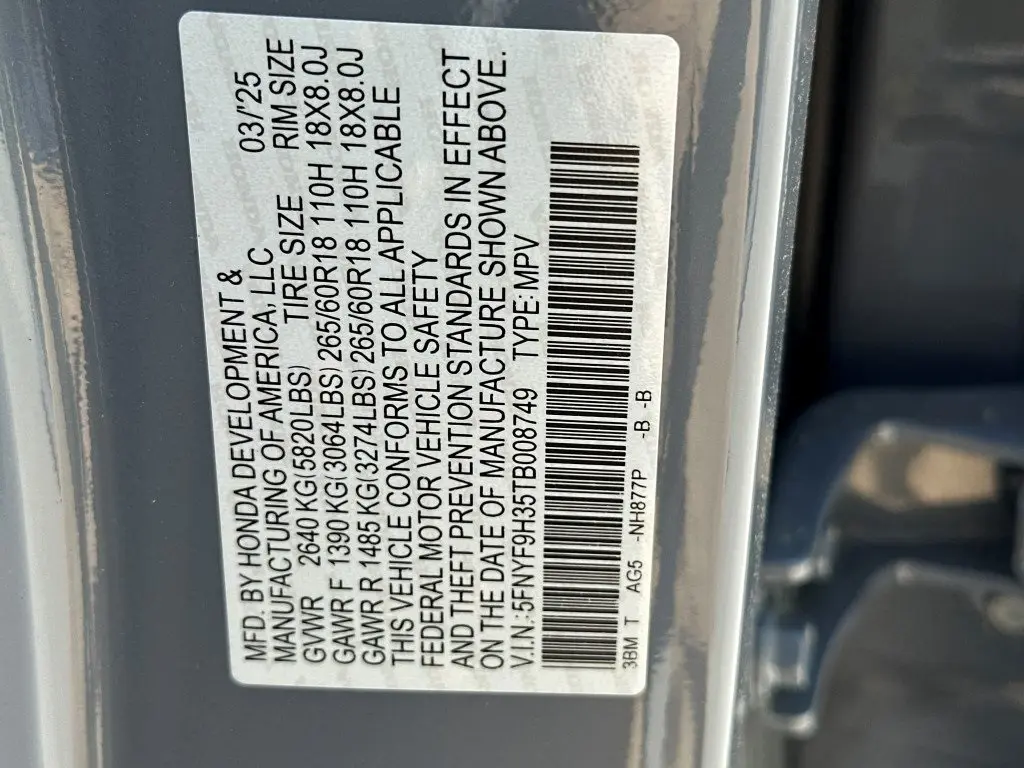 MFD. BY HONDA DEVELOPMENT &
MANUFACTURING OF AMERICA, LLC 03/'25
GVWR 2640 KG(5820LBS) TIRE SIZE RIM SIZE
GAWR F 1390 KG(3064LBS) 265/60R18 110H 18X8.0J
GAWR R 1485 KG(3274LBS) 265/60R18 110H 18X8.0J
THIS VEHICLE CONFORMS TO ALL APPLICABLE
FEDERAL MOTOR VEHICLE SAFETY
AND THEFT PREVENTION STANDARDS IN EFFECT
ON THE DATE OF MANUFACTURE SHOWN ABOVE.
V.I.N.:5FNYF9H35TB008749 TYPE:MPV
3BM T AG5 -NH877P -B -B